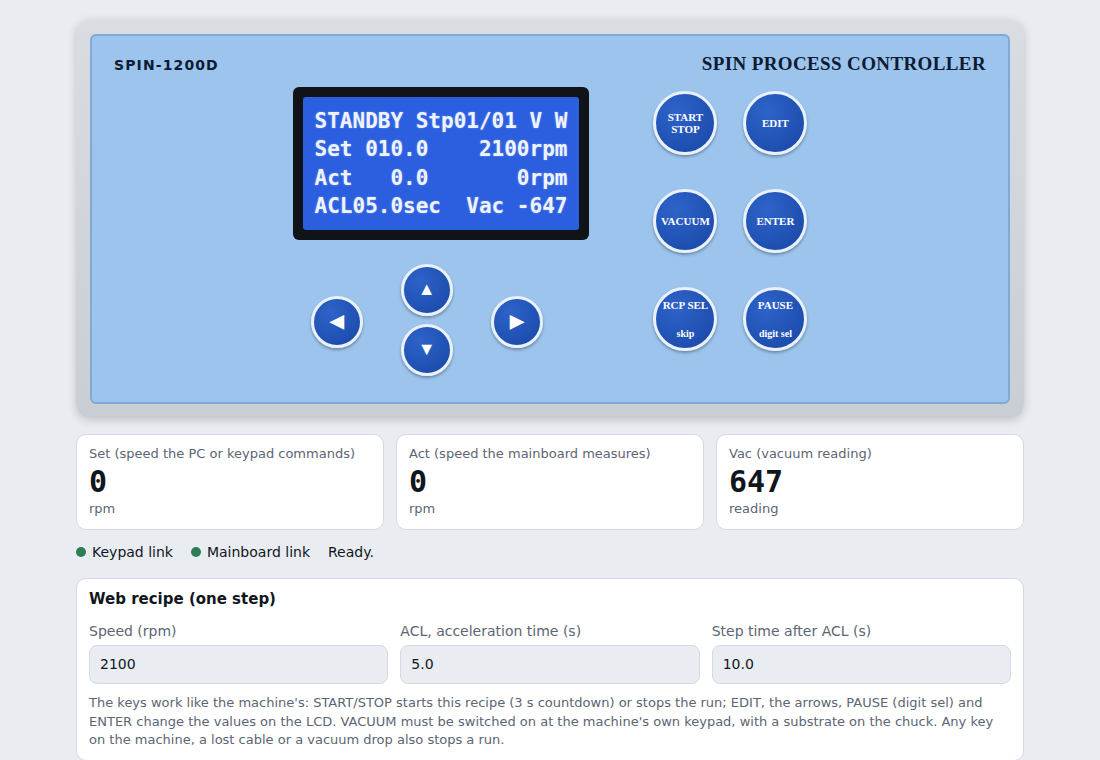 SPIN-1200D
SPIN PROCESS CONTROLLER
STANDBY Stp01/01 V W
Set 010.0    2100rpm
Act   0.0       0rpm
ACL05.0sec  Vac -647
START
STOP
EDIT
VACUUM
ENTER
RCP SEL
skip
PAUSE
digit sel
◀
▲
▼
▶
Set (speed the PC or keypad commands)
0
rpm
Act (speed the mainboard measures)
0
rpm
Vac (vacuum reading)
647
reading
Keypad link
Mainboard link
Ready.
Web recipe (one step)
Speed (rpm)
2100
ACL, acceleration time (s)
5.0
Step time after ACL (s)
10.0
The keys work like the machine's: START/STOP starts this recipe (3 s countdown) or stops the run; EDIT, the arrows, PAUSE (digit sel) and
ENTER change the values on the LCD. VACUUM must be switched on at the machine's own keypad, with a substrate on the chuck. Any key
on the machine, a lost cable or a vacuum drop also stops a run.